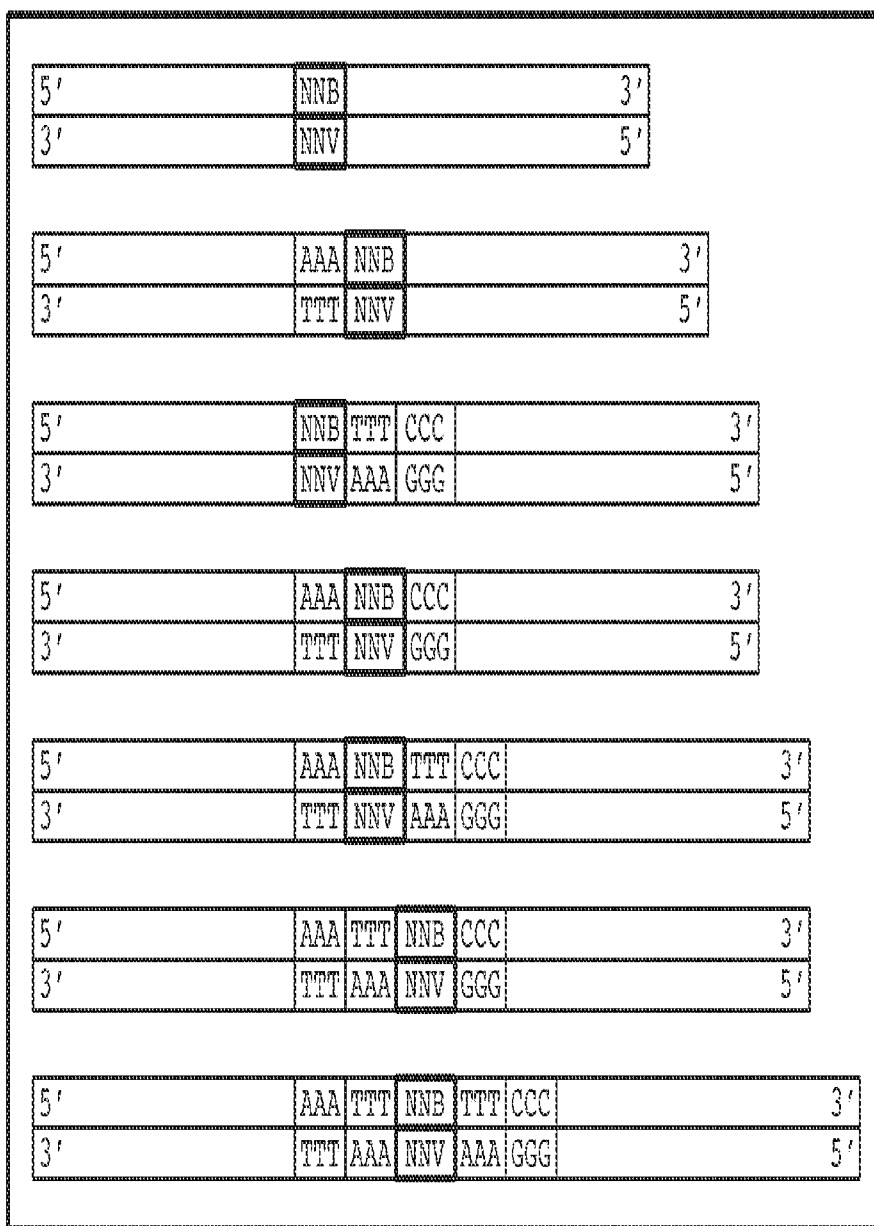 5′ NNB 3′
3′ NNV 5′
5′ AAA NNB 3′
3′ TTT NNV 5′
5′ NNB TTT CCC 3′
3′ NNV AAA GGG 5′
5′ AAA NNB CCC 3′
3′ TTT NNV GGG 5′
5′ AAA NNB TTT CCC 3′
3′ TTT NNV AAA GGG 5′
5′ AAA TTT NNB CCC 3′
3′ TTT AAA NNV GGG 5′
5′ AAA TTT NNB TTT CCC 3′
3′ TTT AAA NNV AAA GGG 5′